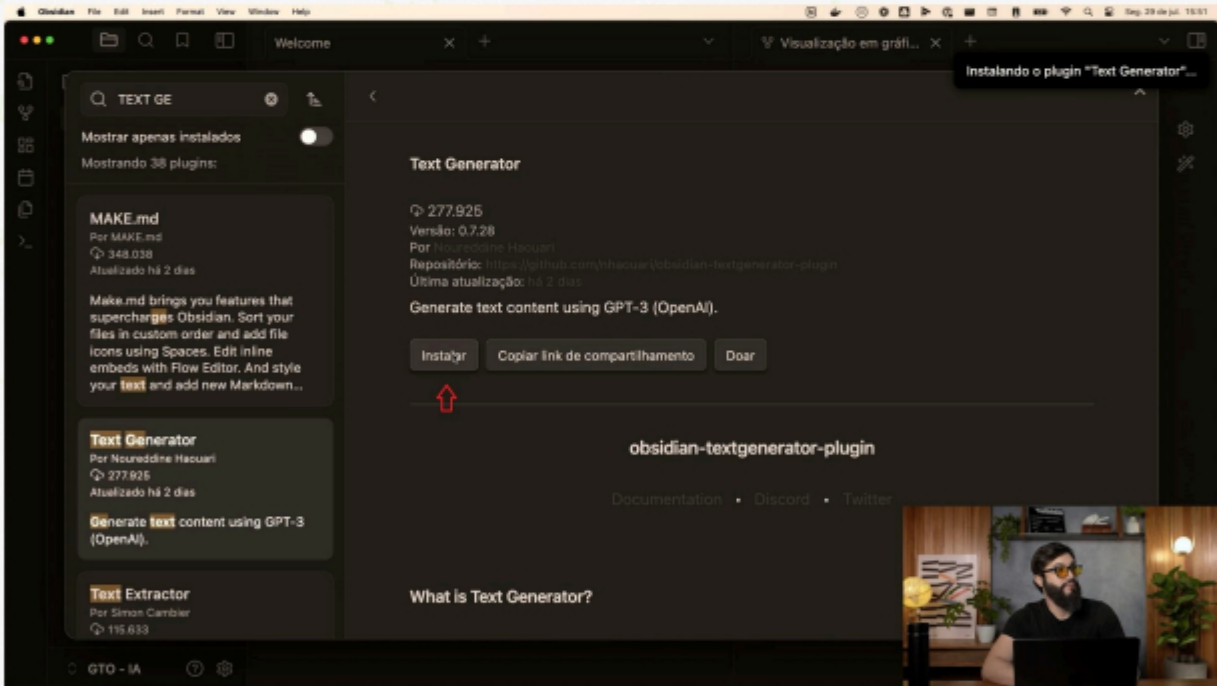 Obsidian File Edit Insert Format View Window Help
Seg. 29 de jul. 15:51
Welcome
Visualização em gráfi...
Instalando o plugin "Text Generator"...
TEXT GE
Mostrar apenas instalados
Mostrando 38 plugins:
MAKE.md
Por MAKE.md
348.038
Atualizado há 2 dias
Make.md brings you features that
supercharges Obsidian. Sort your
files in custom order and add file
icons using Spaces. Edit inline
embeds with Flow Editor. And style
your text and add new Markdown...
Text Generator
Por Noureddine Haouari
277.925
Atualizado há 2 dias
Generate text content using GPT-3
(OpenAI).
Text Extractor
Por Simon Cambier
115.633
GTO - IA
Text Generator
277.925
Versão: 0.7.28
Por Noureddine Haouari
Repositório: https://github.com/nhaouari/obsidian-textgenerator-plugin
Última atualização: há 2 dias
Generate text content using GPT-3 (OpenAI).
Instalar Copiar link de compartilhamento Doar
obsidian-textgenerator-plugin
Documentation • Discord • Twitter
What is Text Generator?